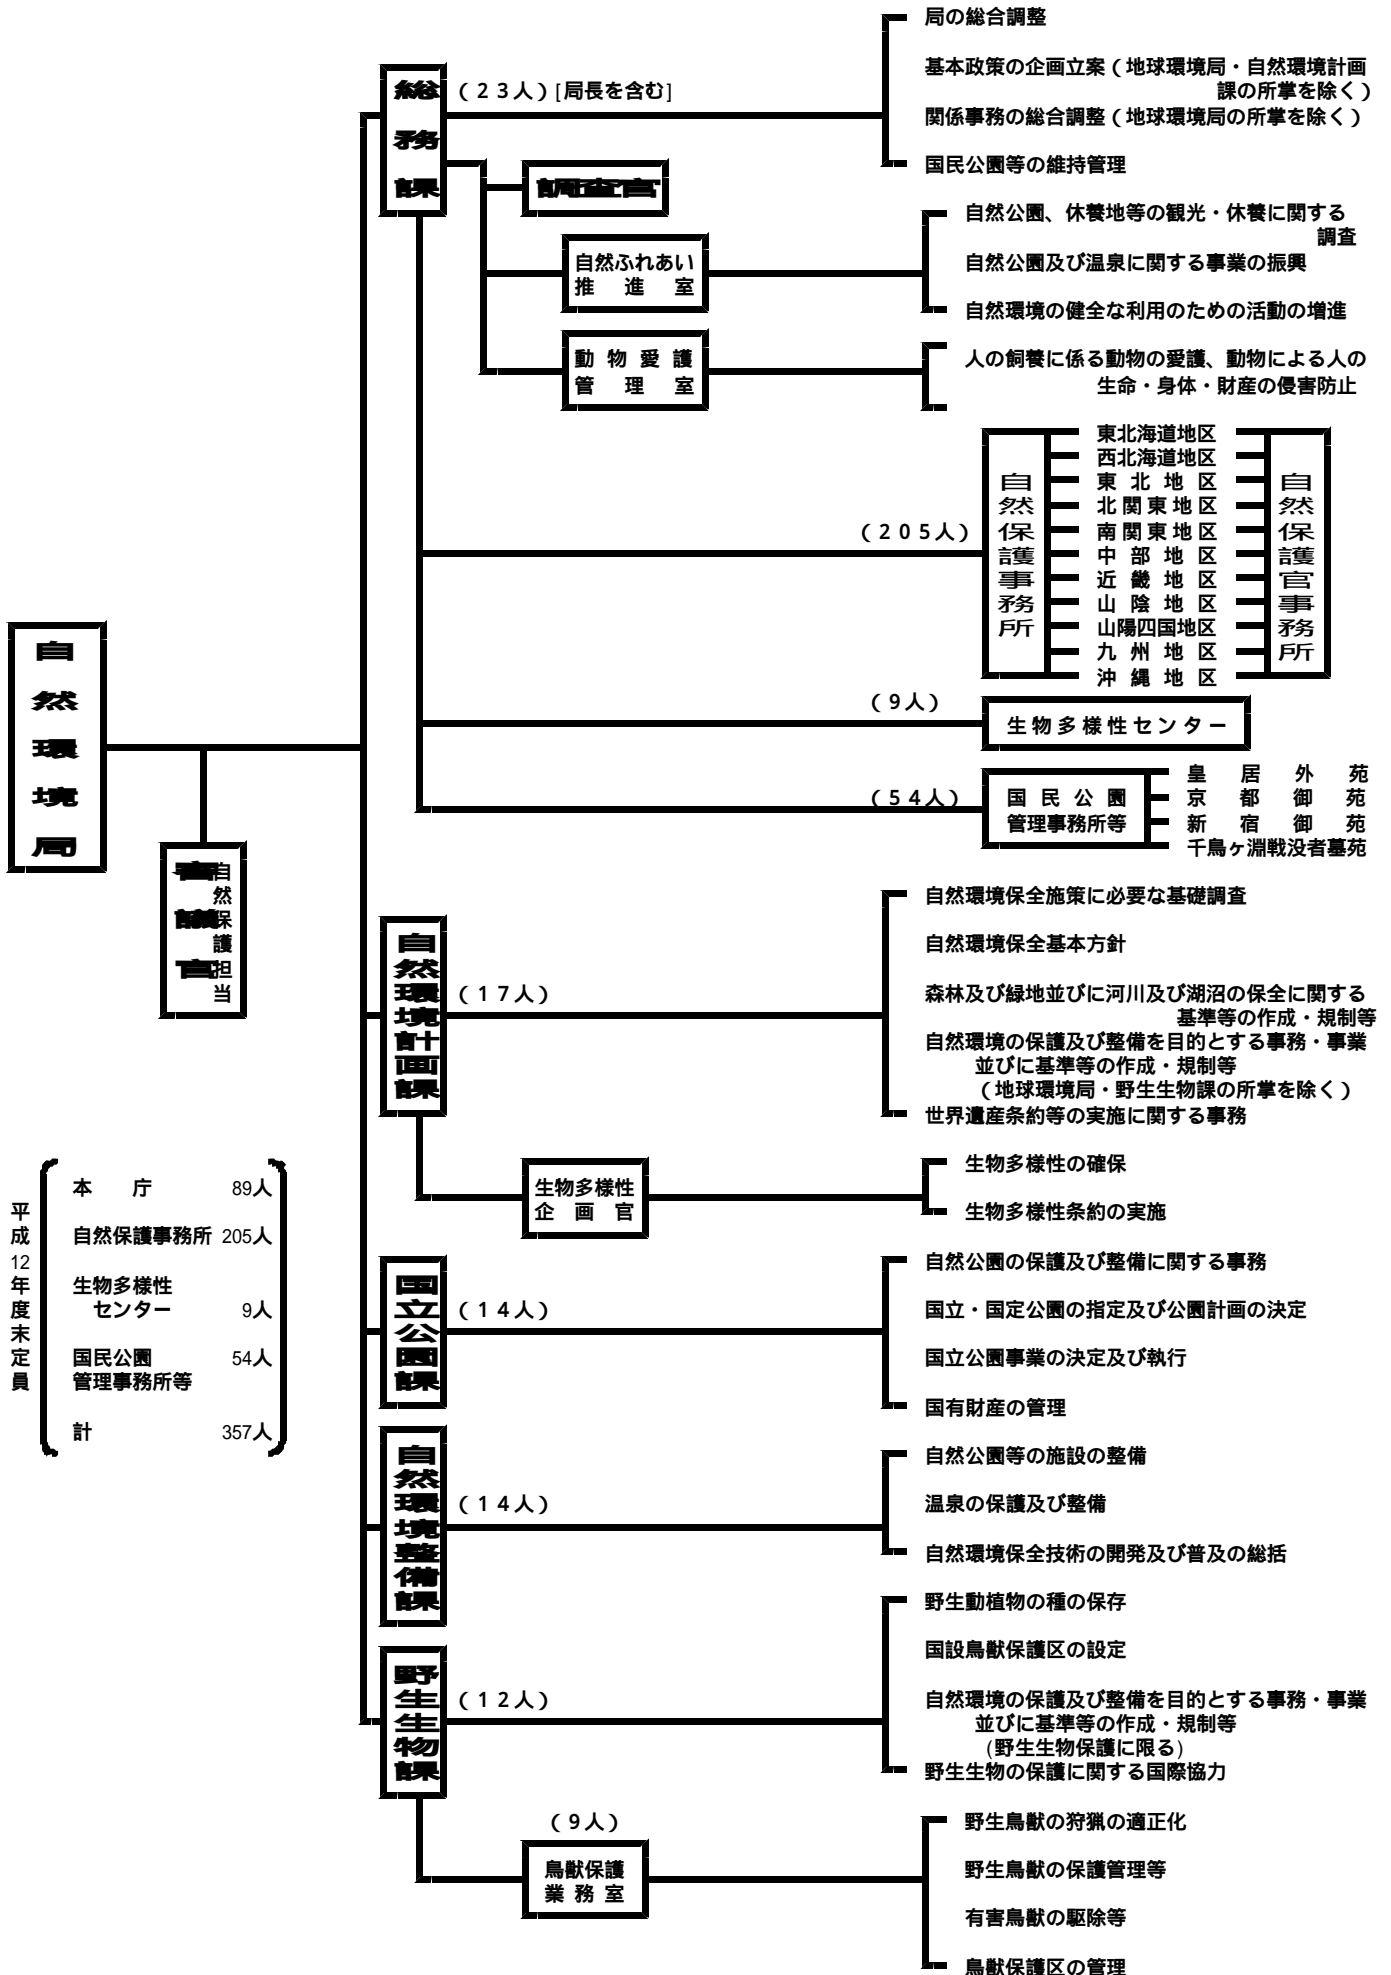 局の総合調整
基本政策の企画立案（地球環境局・自然環境計画
課の所掌を除く）
関係事務の総合調整（地球環境局の所掌を除く）
国民公園等の維持管理
総務課
（２３人）[局長を含む]
調査官
自然ふれあい
推進室
自然公園、休養地等の観光・休養に関する
調査
自然公園及び温泉に関する事業の振興
自然環境の健全な利用のための活動の増進
動物愛護
管理室
人の飼養に係る動物の愛護、動物による人の
生命・身体・財産の侵害防止
（２０５人）
自然保護事務所
東北海道地区
西北海道地区
東北地区
北関東地区
南関東地区
中部地区
近畿地区
山陰地区
山陽四国地区
九州地区
沖縄地区
自然保護官事務所
（９人）
生物多様性センター
（５４人）
国民公園
管理事務所等
皇居外苑
京都御苑
新宿御苑
千鳥ヶ淵戦没者墓苑
自然環境局
審議官
自然保護担当
自然環境計画課
（１７人）
自然環境保全施策に必要な基礎調査
自然環境保全基本方針
森林及び緑地並びに河川及び湖沼の保全に関する
基準等の作成・規制等
自然環境の保護及び整備を目的とする事務・事業
並びに基準等の作成・規制等
（地球環境局・野生生物課の所掌を除く）
世界遺産条約等の実施に関する事務
生物多様性
企画官
生物多様性の確保
生物多様性条約の実施
国立公園課
（１４人）
自然公園の保護及び整備に関する事務
国立・国定公園の指定及び公園計画の決定
国立公園事業の決定及び執行
国有財産の管理
自然環境整備課
（１４人）
自然公園等の施設の整備
温泉の保護及び整備
自然環境保全技術の開発及び普及の総括
野生生物課
（１２人）
野生動植物の種の保存
国設鳥獣保護区の設定
自然環境の保護及び整備を目的とする事務・事業
並びに基準等の作成・規制等
(野生生物保護に限る)
野生生物の保護に関する国際協力
（９人）
鳥獣保護
業務室
野生鳥獣の狩猟の適正化
野生鳥獣の保護管理等
有害鳥獣の駆除等
鳥獣保護区の管理
平成12年度末定員
本庁 89人
自然保護事務所 205人
生物多様性
センター 9人
国民公園 54人
管理事務所等
計 357人